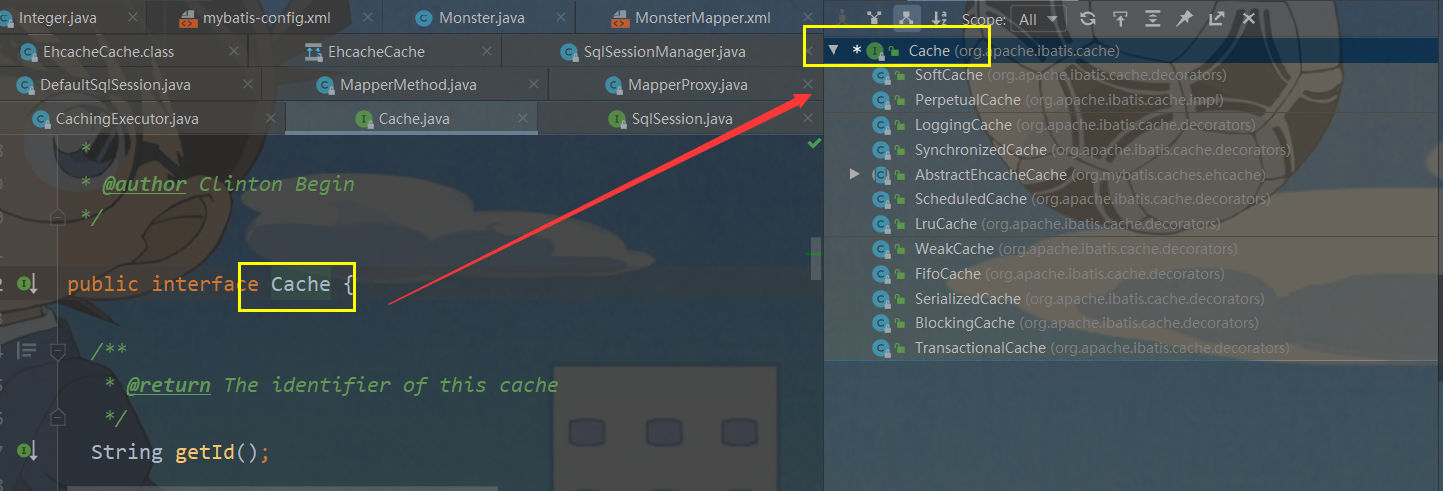 Integer.java
mybatis-config.xml
Monster.java
MonsterMapper.xml
EhcacheCache.class
EhcacheCache
SqlSessionManager.java
DefaultSqlSession.java
MapperMethod.java
MapperProxy.java
CachingExecutor.java
Cache.java
SqlSession.java
*
* @author Clinton Begin
*/
public interface Cache {
/**
* @return The identifier of this cache
*/
String getId();
Scope: All
* Cache (org.apache.ibatis.cache)
SoftCache (org.apache.ibatis.cache.decorators)
PerpetualCache (org.apache.ibatis.cache.impl)
LoggingCache (org.apache.ibatis.cache.decorators)
SynchronizedCache (org.apache.ibatis.cache.decorators)
AbstractEhcacheCache (org.mybatis.caches.ehcache)
ScheduledCache (org.apache.ibatis.cache.decorators)
LruCache (org.apache.ibatis.cache.decorators)
WeakCache (org.apache.ibatis.cache.decorators)
FifoCache (org.apache.ibatis.cache.decorators)
SerializedCache (org.apache.ibatis.cache.decorators)
BlockingCache (org.apache.ibatis.cache.decorators)
TransactionalCache (org.apache.ibatis.cache.decorators)